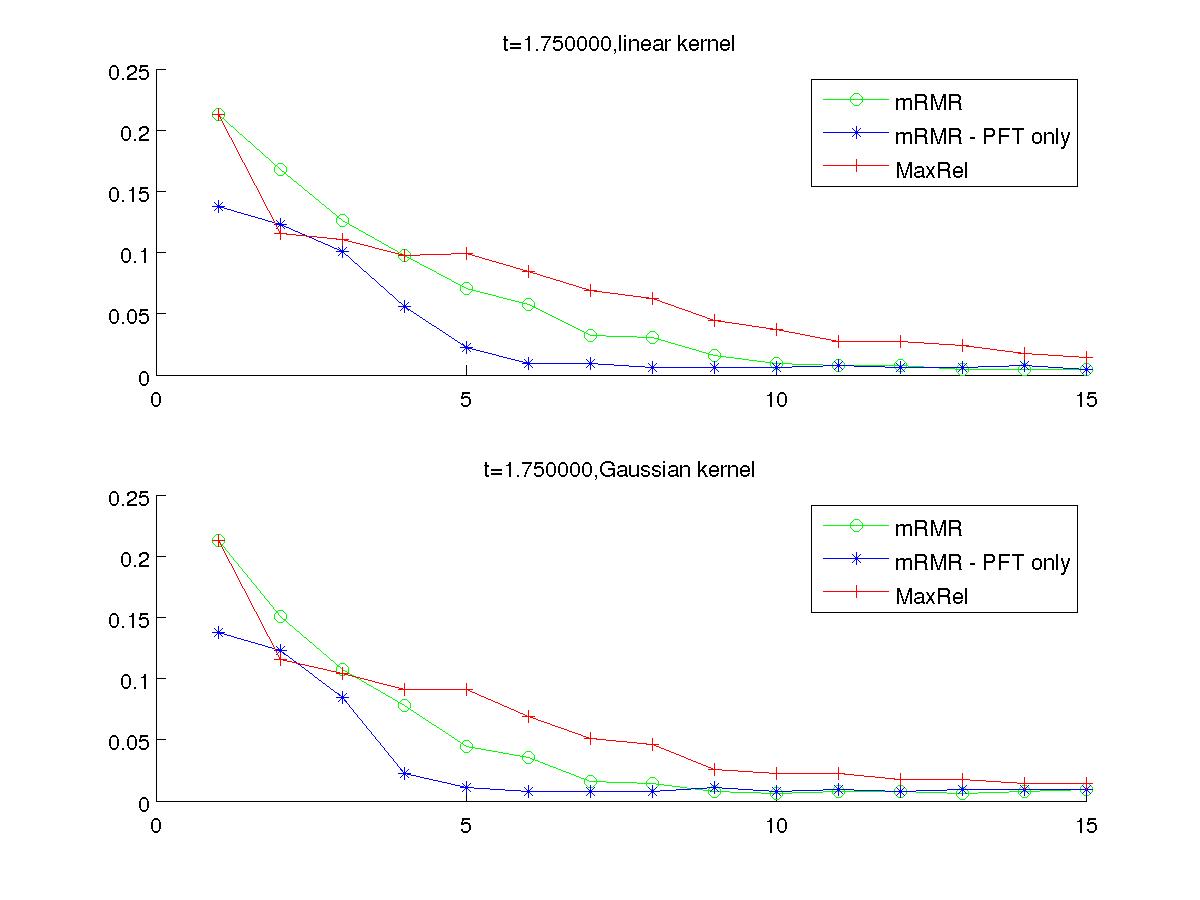 t=1.750000,linear kernel
0.25
0.2
0.15
0.1
0.05
0
0 5 10 15
mRMR
mRMR - PFT only
MaxRel
t=1.750000,Gaussian kernel
0.25
0.2
0.15
0.1
0.05
0
0 5 10 15
mRMR
mRMR - PFT only
MaxRel